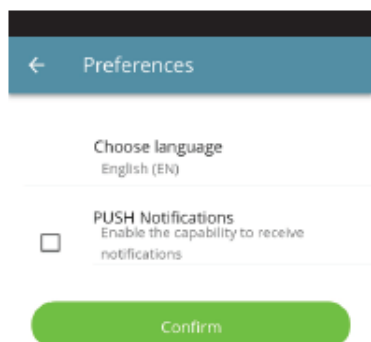 Preferences
Choose language
English (EN)
PUSH Notifications
Enable the capability to receive
notifications
Confirm